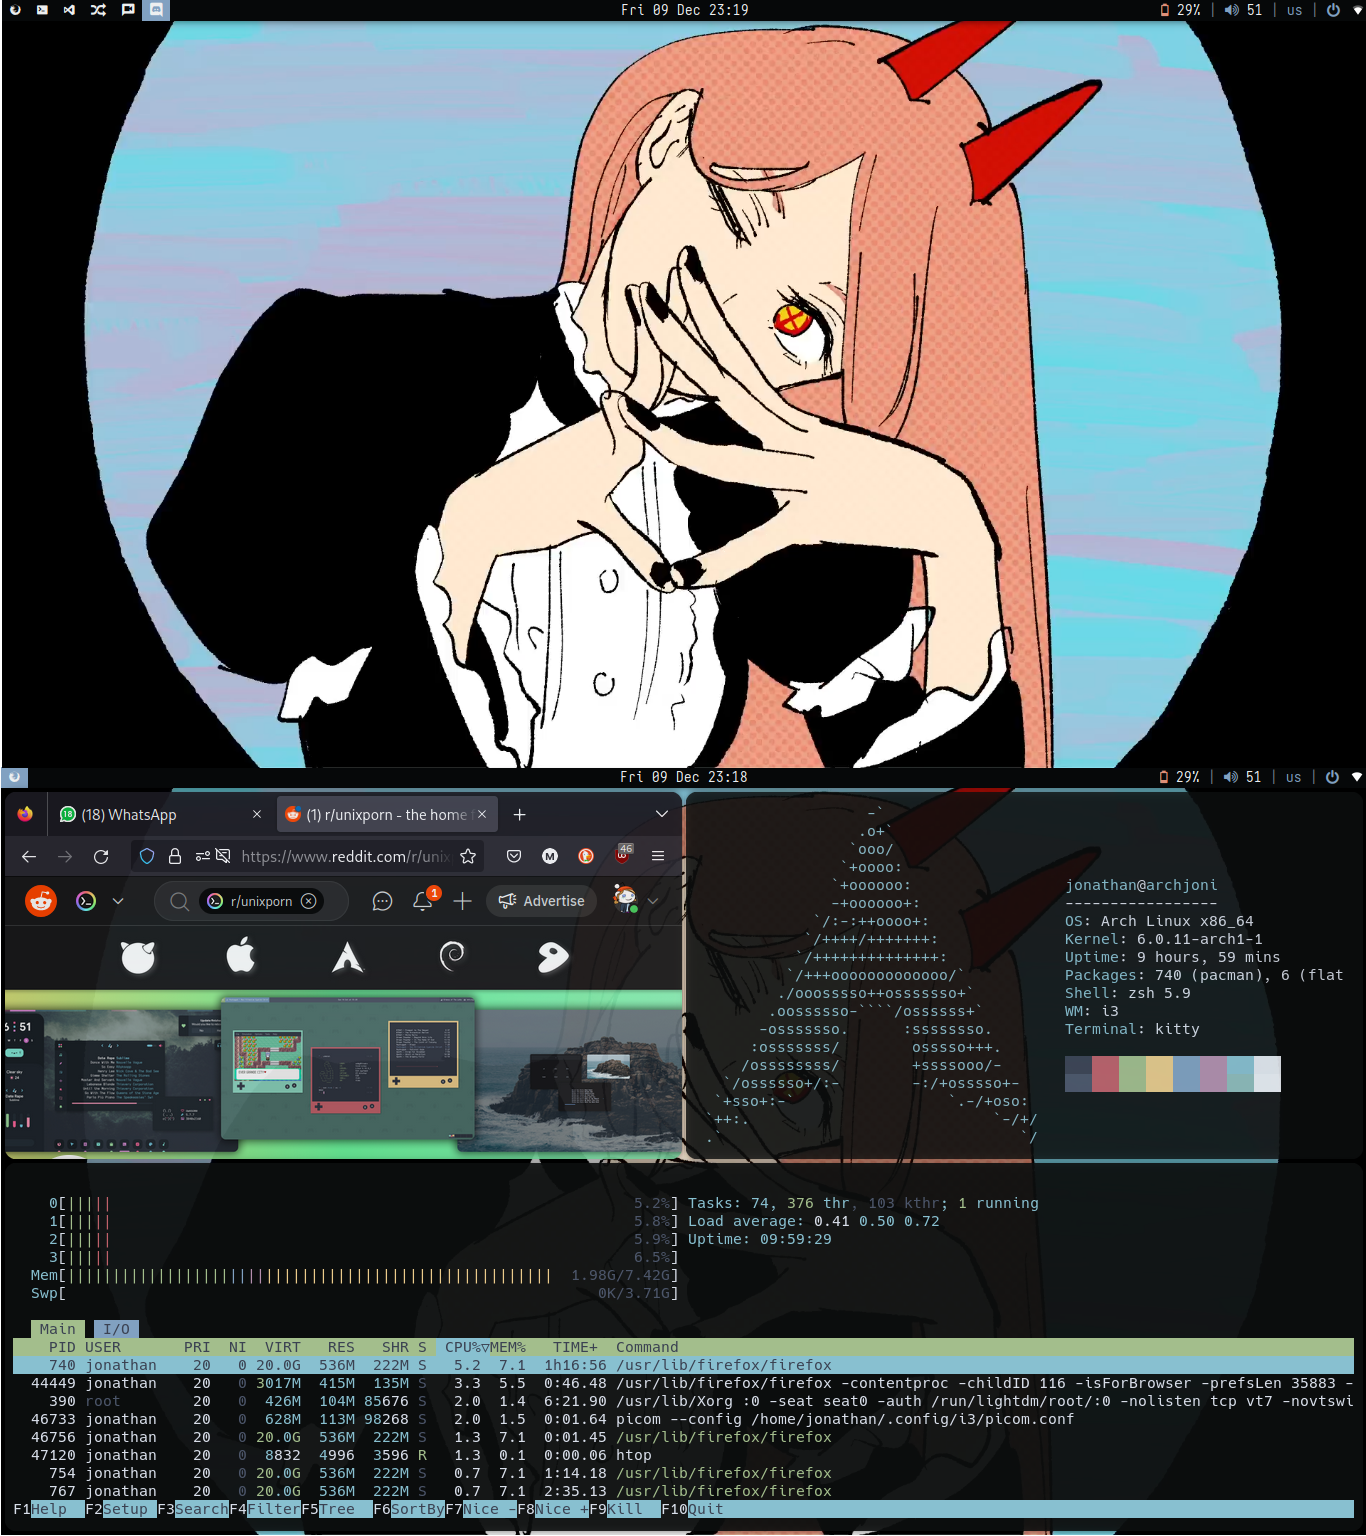 Fri 09 Dec 23:19
29% | 51 | us |
Fri 09 Dec 23:18
29% | 51 | us |
(18) WhatsApp
(1) r/unixporn - the home f
https://www.reddit.com/r/unix
46
r/unixporn
1
Advertise
51
jonathan@archjoni
-----------------
OS: Arch Linux x86_64
Kernel: 6.0.11-arch1-1
Uptime: 9 hours, 59 mins
Packages: 740 (pacman), 6 (flat
Shell: zsh 5.9
WM: i3
Terminal: kitty
0[||||| 5.2%]
1[||||| 5.8%]
2[||||| 5.9%]
3[||||| 6.5%]
Mem[|||||||||||||||||||||||||||||||||||||||||||||||||||||| 1.98G/7.42G]
Swp[ 0K/3.71G]
Tasks: 74, 376 thr, 103 kthr; 1 running
Load average: 0.41 0.50 0.72
Uptime: 09:59:29
Main I/O
PID USER PRI NI VIRT RES SHR S CPU%▽MEM% TIME+ Command
740 jonathan 20 0 20.0G 536M 222M S 5.2 7.1 1h16:56 /usr/lib/firefox/firefox
44449 jonathan 20 0 3017M 415M 135M S 3.3 5.5 0:46.48 /usr/lib/firefox/firefox -contentproc -childID 116 -isForBrowser -prefsLen 35883 -
390 root 20 0 426M 104M 85676 S 2.0 1.4 6:21.90 /usr/lib/Xorg :0 -seat seat0 -auth /run/lightdm/root/:0 -nolisten tcp vt7 -novtswi
46733 jonathan 20 0 628M 113M 98268 S 2.0 1.5 0:01.64 picom --config /home/jonathan/.config/i3/picom.conf
46756 jonathan 20 0 20.0G 536M 222M S 1.3 7.1 0:01.45 /usr/lib/firefox/firefox
47120 jonathan 20 0 8832 4996 3596 R 1.3 0.1 0:00.06 htop
754 jonathan 20 0 20.0G 536M 222M S 0.7 7.1 1:14.18 /usr/lib/firefox/firefox
767 jonathan 20 0 20.0G 536M 222M S 0.7 7.1 2:35.13 /usr/lib/firefox/firefox
F1Help F2Setup F3SearchF4FilterF5Tree F6SortByF7Nice -F8Nice +F9Kill F10Quit